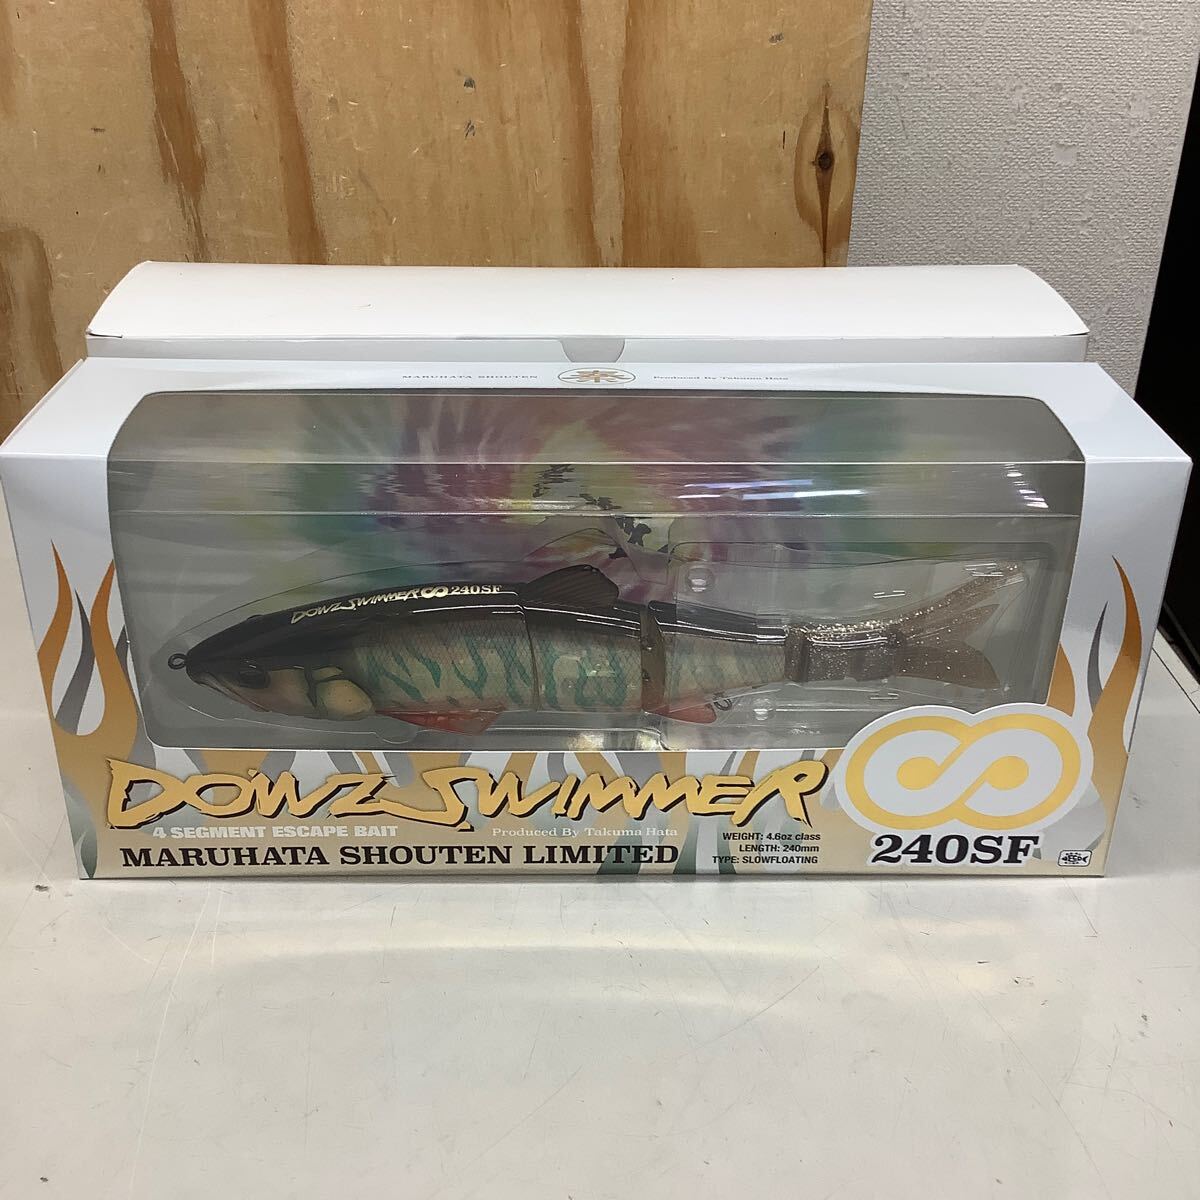 MARUHATA SHOUTEN
Produced By Takuma Hata
DOWZ SWIMMER 240SF
DOWZ SWIMMER
4 SEGMENT ESCAPE BAIT
Produced By Takuma Hata
MARUHATA SHOUTEN LIMITED
WEIGHT: 4.6oz class
LENGTH: 240mm
TYPE: SLOWFLOATING
240SF